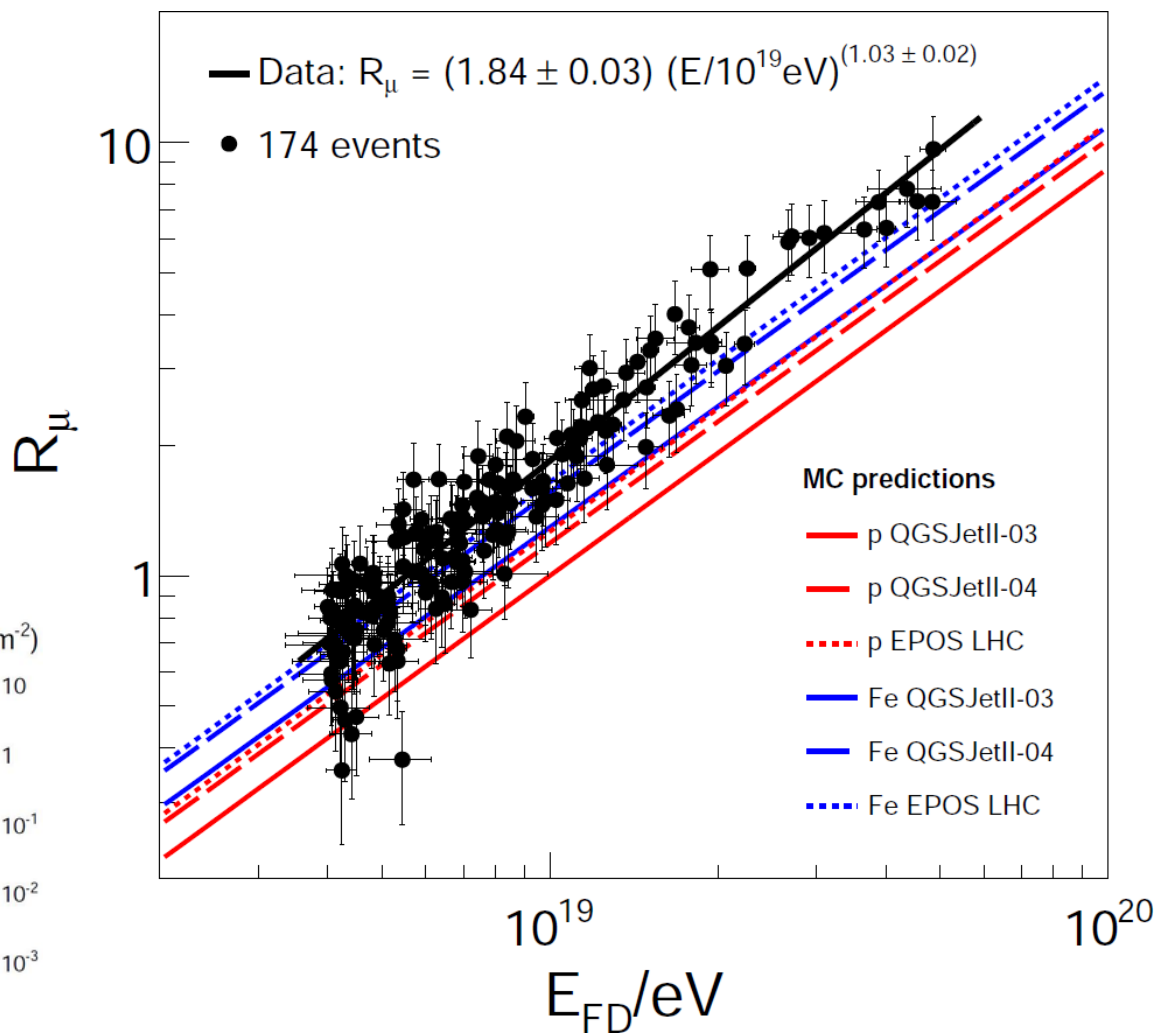 Data: Rμ = (1.84 ± 0.03) (E/10¹⁹eV)⁽¹·⁰³ ± ⁰·⁰²⁾
174 events
10
1
Rμ
MC predictions
p QGSJetII-03
p QGSJetII-04
p EPOS LHC
Fe QGSJetII-03
Fe QGSJetII-04
Fe EPOS LHC
m⁻²)
10
1
10⁻¹
10⁻²
10⁻³
10¹⁹
10²⁰
E_FD/eV